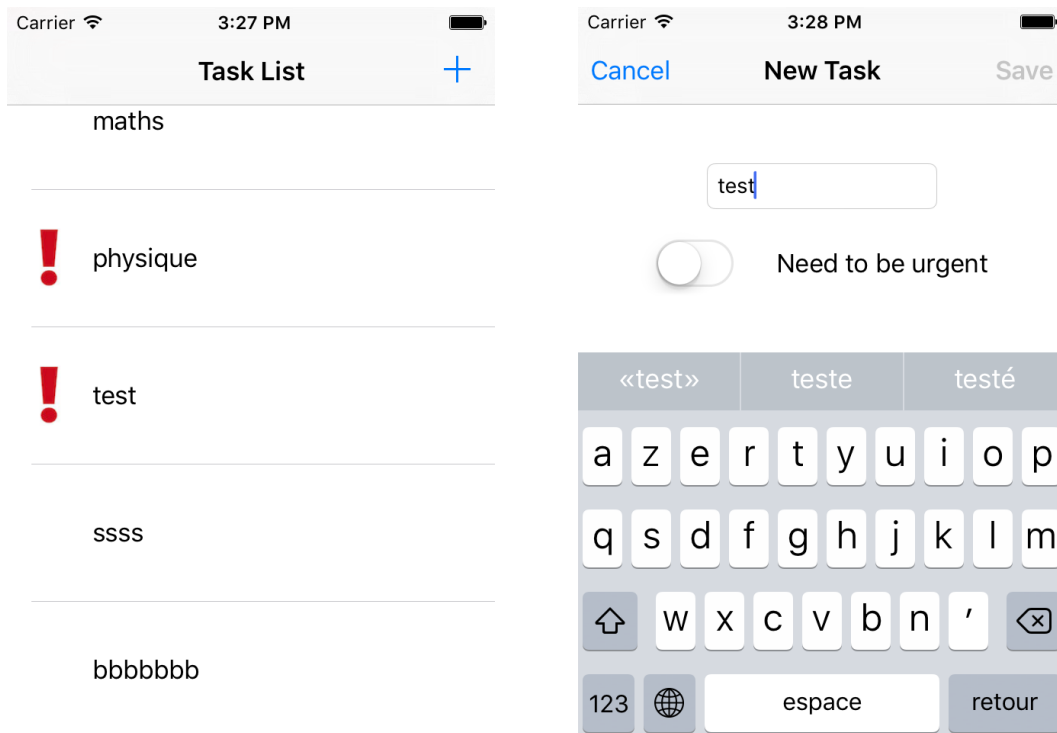 Carrier 3:27 PM
Task List +
maths
physique
test
ssss
bbbbbbb
Carrier 3:28 PM
Cancel New Task Save
test
Need to be urgent
«test» teste testé
a z e r t y u i o p
q s d f g h j k l m
w x c v b n ’
123 espace retour